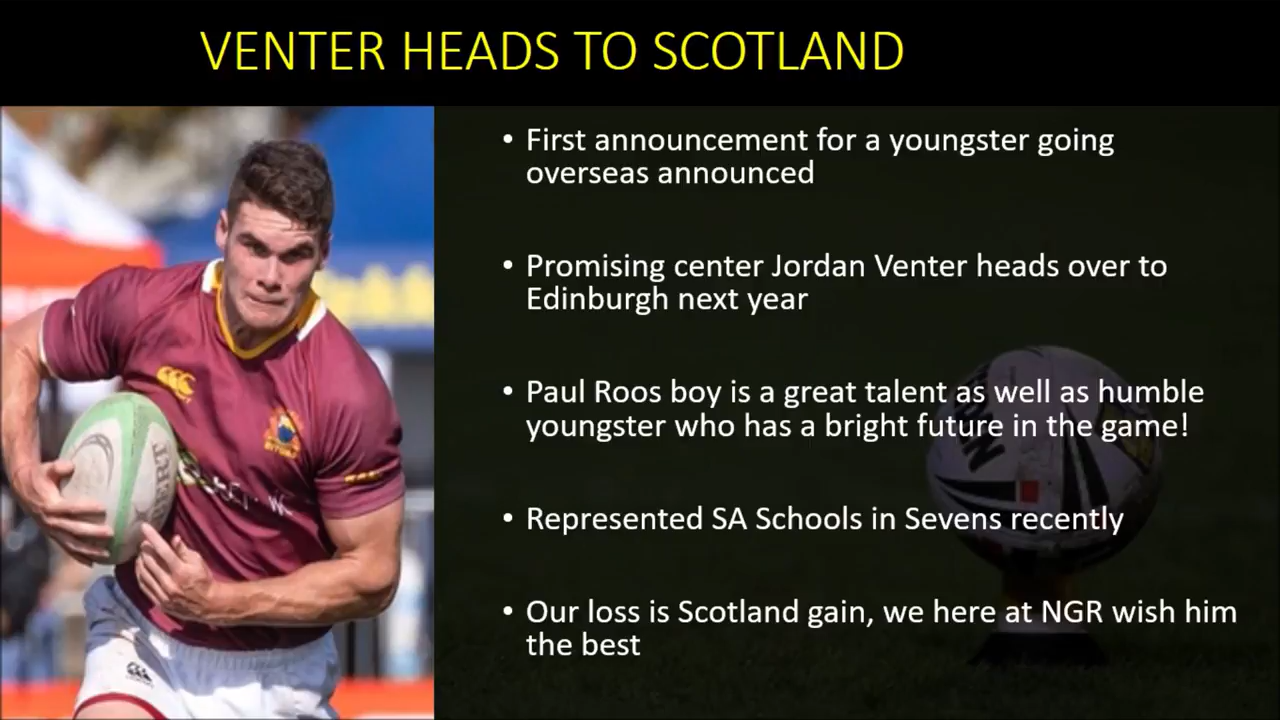 VENTER HEADS TO SCOTLAND
• First announcement for a youngster going
overseas announced
• Promising center Jordan Venter heads over to
Edinburgh next year
• Paul Roos boy is a great talent as well as humble
youngster who has a bright future in the game!
• Represented SA Schools in Sevens recently
• Our loss is Scotland gain, we here at NGR wish him
the best